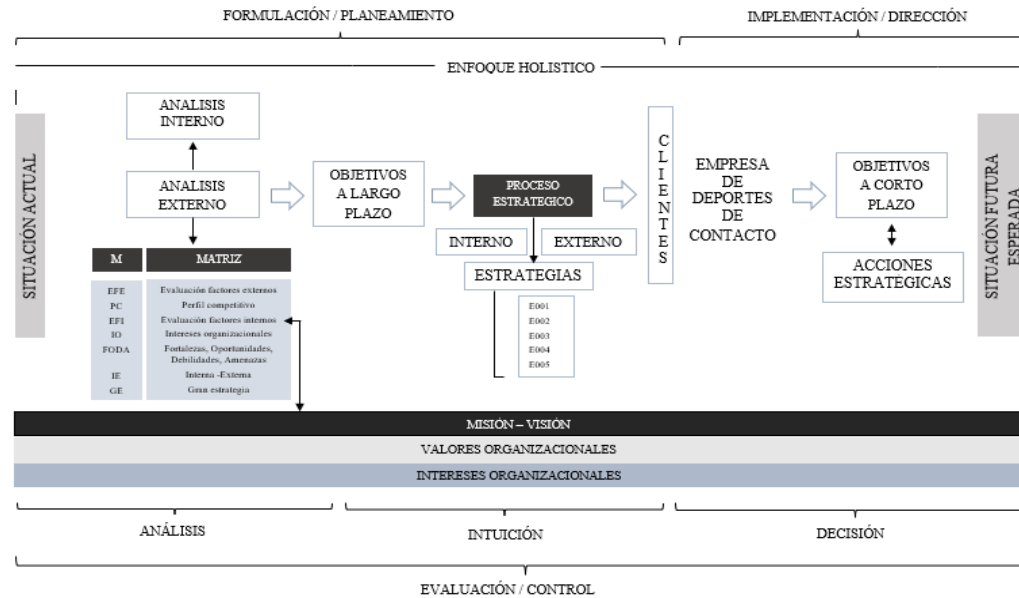 FORMULACIÓN / PLANEAMIENTO
IMPLEMENTACIÓN / DIRECCIÓN
ENFOQUE HOLISTICO
SITUACIÓN ACTUAL
ANALISIS
INTERNO
ANALISIS
EXTERNO
M
MATRIZ
EFE
Evaluación factores externos
PC
Perfil competitivo
EFI
Evaluación factores internos
IO
Intereses organizacionales
FODA
Fortalezas, Oportunidades,
Debilidades, Amenazas
IE
Interna -Externa
GE
Gran estrategia
OBJETIVOS
A LARGO
PLAZO
PROCESO
ESTRATEGICO
INTERNO
EXTERNO
ESTRATEGIAS
E001
E002
E003
E004
E005
CLIENTES
EMPRESA
DE
DEPORTES
DE
CONTACTO
OBJETIVOS
A CORTO
PLAZO
ACCIONES
ESTRATÉGICAS
SITUACIÓN FUTURA
ESPERADA
MISIÓN – VISIÓN
VALORES ORGANIZACIONALES
INTERESES ORGANIZACIONALES
ANÁLISIS
INTUICIÓN
DECISIÓN
EVALUACIÓN / CONTROL